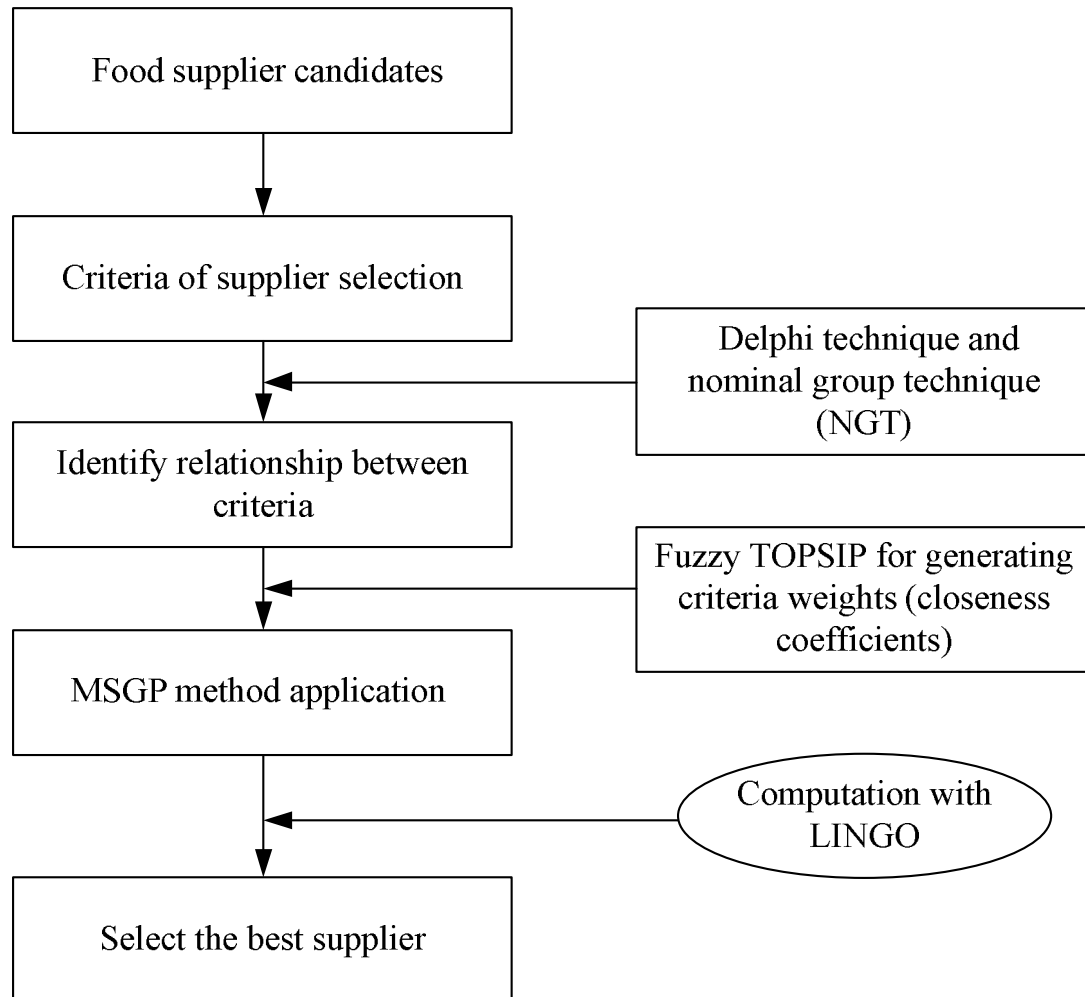 Food supplier candidates
Criteria of supplier selection
Delphi technique and
nominal group technique
(NGT)
Identify relationship between
criteria
Fuzzy TOPSIP for generating
criteria weights (closeness
coefficients)
MSGP method application
Computation with
LINGO
Select the best supplier